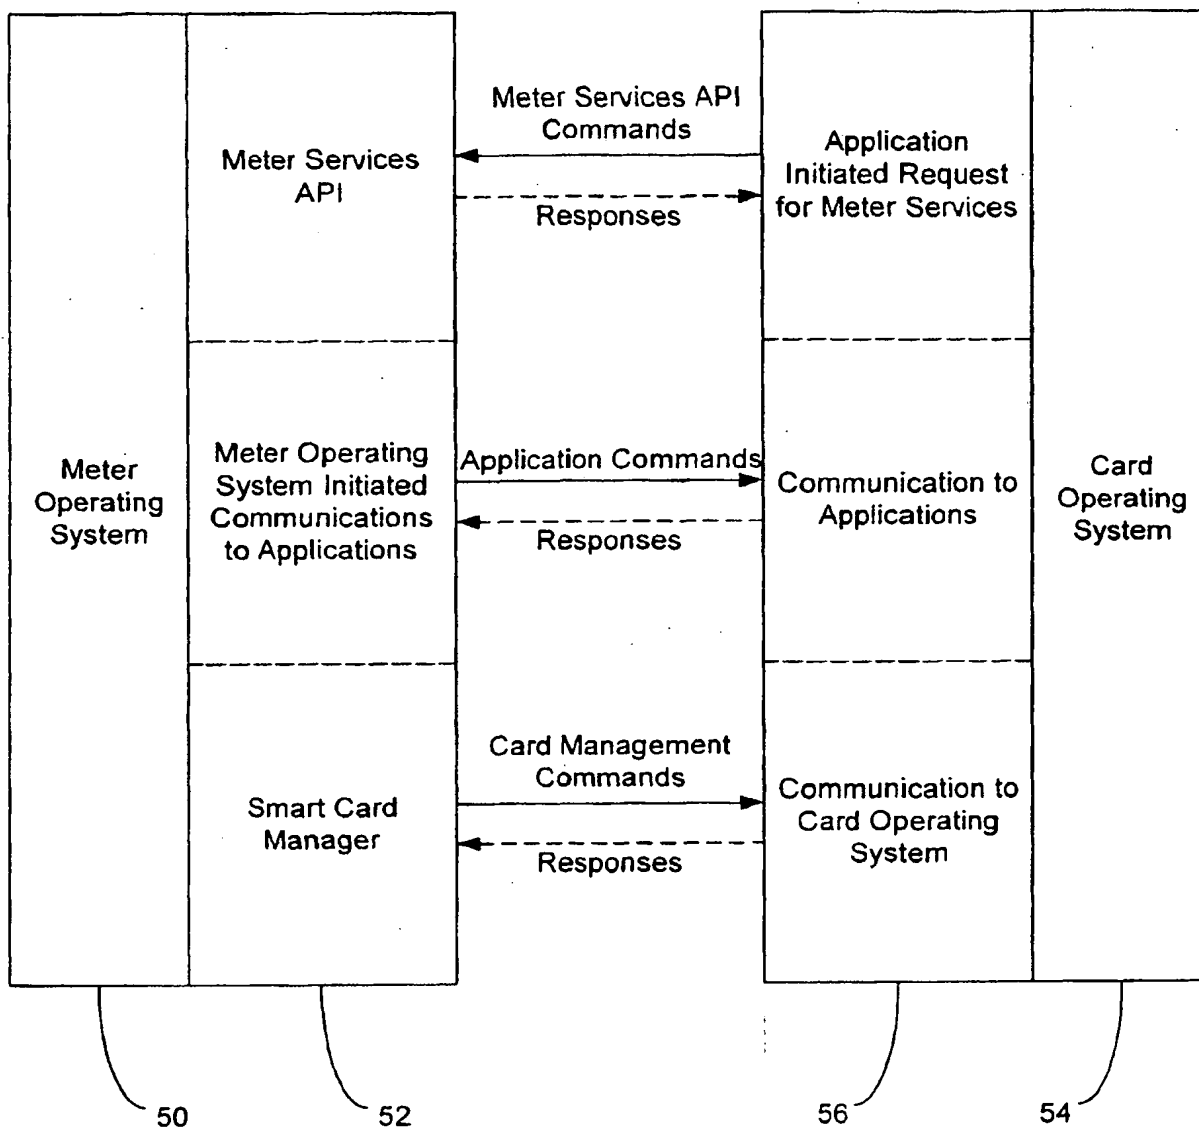 Meter Services API
Commands
Meter Services
API
Application
Initiated Request
for Meter Services
Responses
Meter
Operating
System
Meter Operating
System Initiated
Communications
to Applications
Application Commands
Responses
Communication to
Applications
Card
Operating
System
Card Management
Commands
Smart Card
Manager
Responses
Communication to
Card Operating
System
50
52
56
54